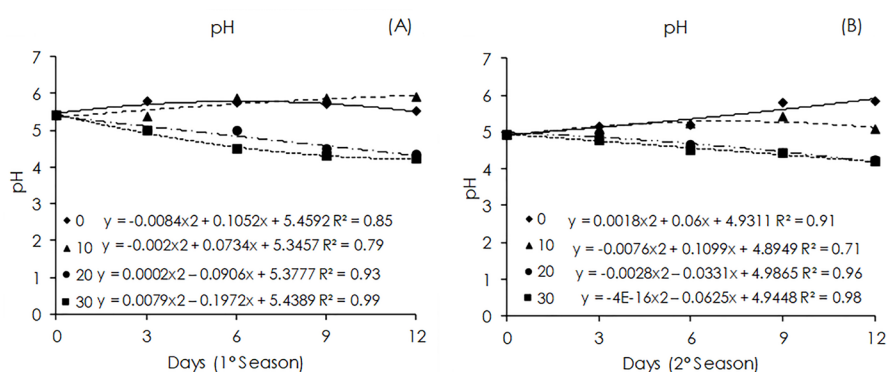 pH (A)
7
6
5
4
3
2
1
0
pH
0 y = -0.0084x2 + 0.1052x + 5.4592 R² = 0.85
10 y = -0.002x2 + 0.0734x + 5.3457 R² = 0.79
20 y = 0.0002x2 – 0.0906x + 5.3777 R² = 0.93
30 y = 0.0079x2 – 0.1972x + 5.4389 R² = 0.99
0 3 6 9 12
Days (1º Season)
pH (B)
7
6
5
4
3
2
1
0
pH
0 y = 0.0018x2 + 0.06x + 4.9311 R² = 0.91
10 y = -0.0076x2 + 0.1099x + 4.8949 R² = 0.71
20 y = -0.0028x2 – 0.0331x + 4.9865 R² = 0.96
30 y = -4E-16x2 – 0.0625x + 4.9448 R² = 0.98
0 3 6 9 12
Days (2º Season)